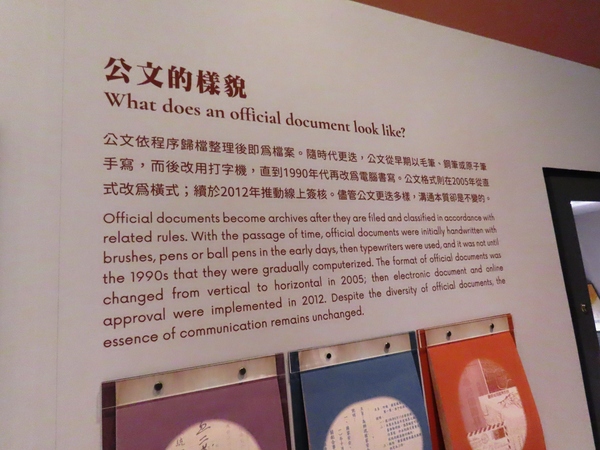 公文的樣貌
What does an official document look like?
公文依程序歸檔整理後即為檔案。隨時代更迭，公文從早期以毛筆、鋼筆或原子筆
手寫，而後改用打字機，直到1990年代再改為電腦書寫。公文格式則在2005年從直
式改為橫式；續於2012年推動線上簽核。儘管公文更迭多樣，溝通本質卻是不變的。
Official documents become archives after they are filed and classified in accordance with
related rules. With the passage of time, official documents were initially handwritten with
brushes, pens or ball pens in the early days, then typewriters were used, and it was not until
the 1990s that they were gradually computerized. The format of official documents was
changed from vertical to horizontal in 2005; then electronic document and online
approval were implemented in 2012. Despite the diversity of official documents, the
essence of communication remains unchanged.